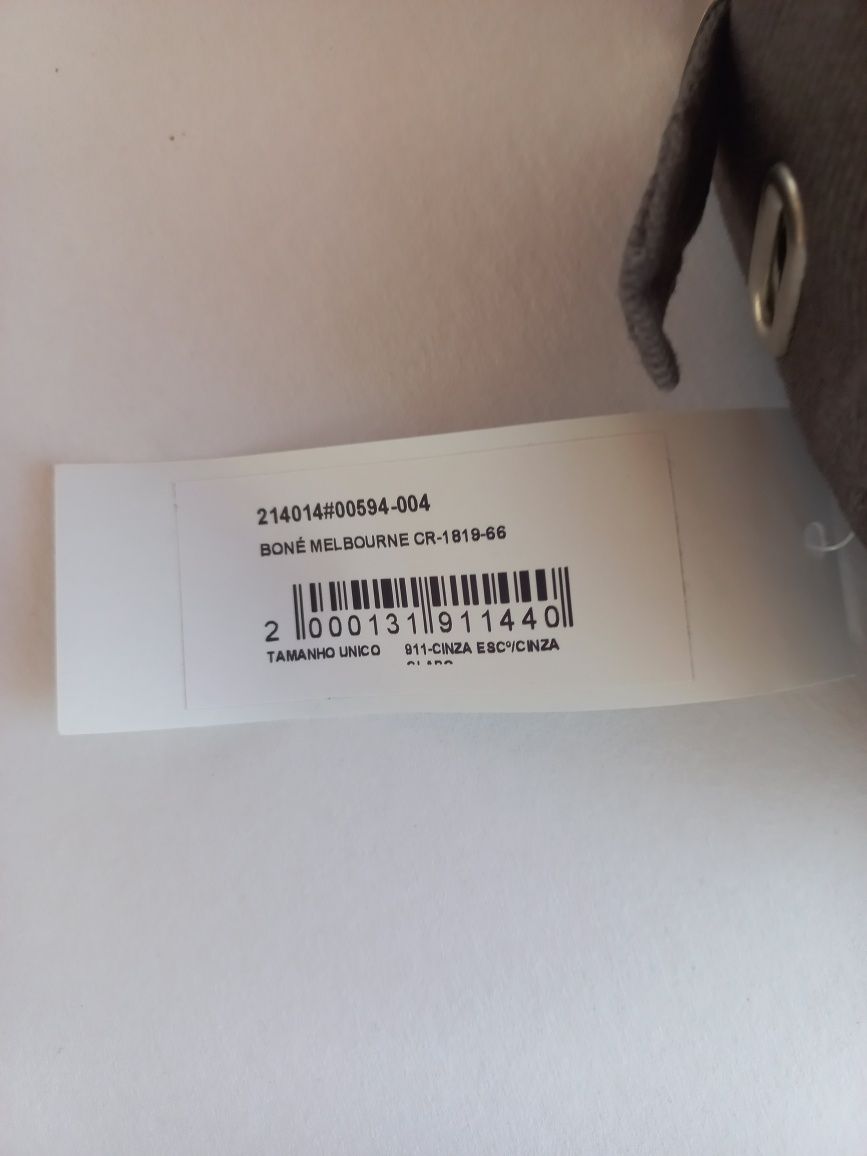 214014#00594-004
BONÉ MELBOURNE CR-1819-66
2 000131 911440
TAMANHO UNICO 911-CINZA ESCº/CINZA